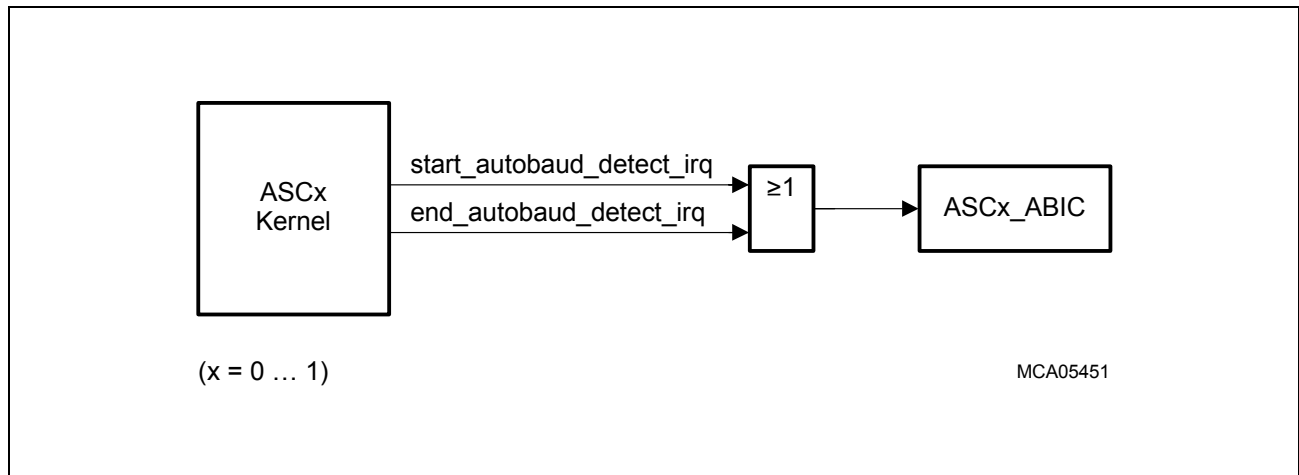 start_autobaud_detect_irq
ASCx
Kernel
end_autobaud_detect_irq
≥1
ASCx_ABIC
(x = 0 … 1)
MCA05451